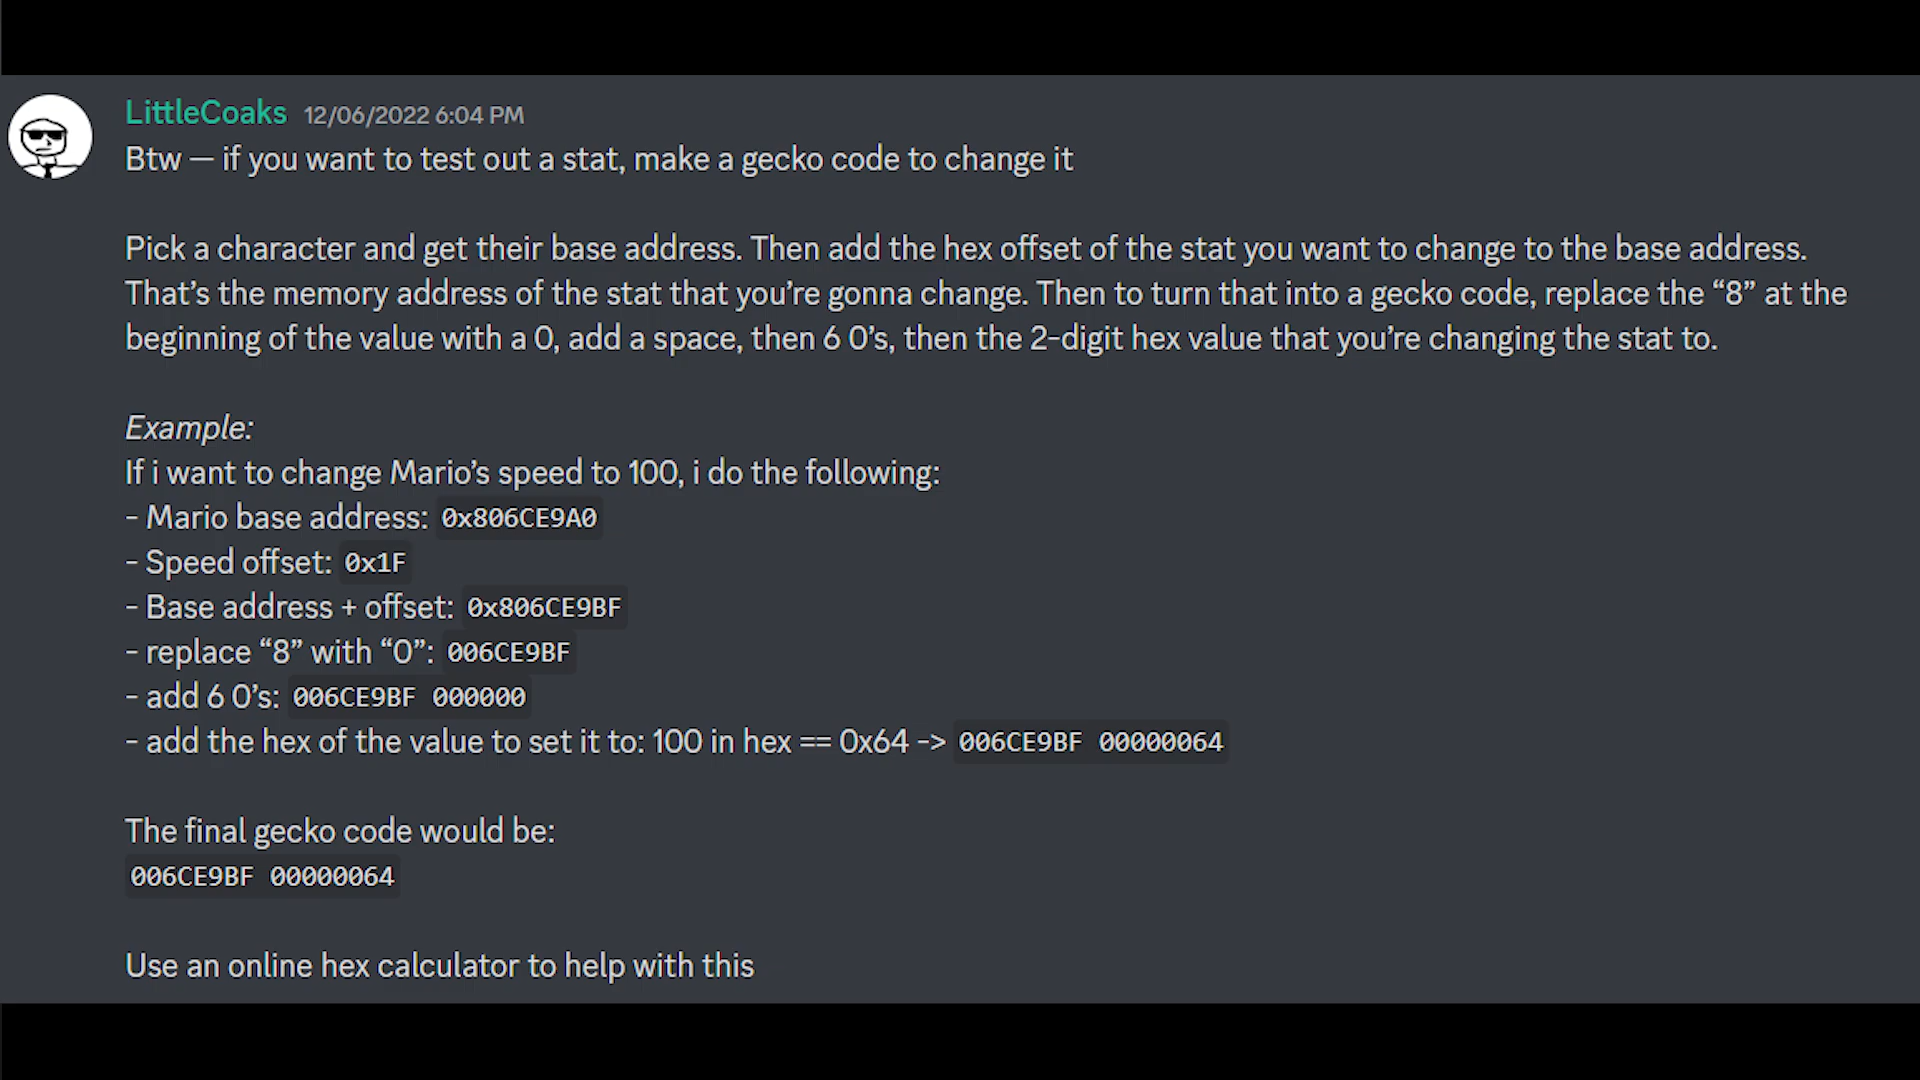 LittleCoaks 12/06/2022 6:04 PM
Btw — if you want to test out a stat, make a gecko code to change it
Pick a character and get their base address. Then add the hex offset of the stat you want to change to the base address.
That’s the memory address of the stat that you’re gonna change. Then to turn that into a gecko code, replace the “8” at the
beginning of the value with a 0, add a space, then 6 0’s, then the 2-digit hex value that you’re changing the stat to.
Example:
If i want to change Mario’s speed to 100, i do the following:
- Mario base address: 0x806CE9A0
- Speed offset: 0x1F
- Base address + offset: 0x806CE9BF
- replace “8” with “0”: 006CE9BF
- add 6 0’s: 006CE9BF 000000
- add the hex of the value to set it to: 100 in hex == 0x64 -> 006CE9BF 00000064
The final gecko code would be:
006CE9BF 00000064
Use an online hex calculator to help with this